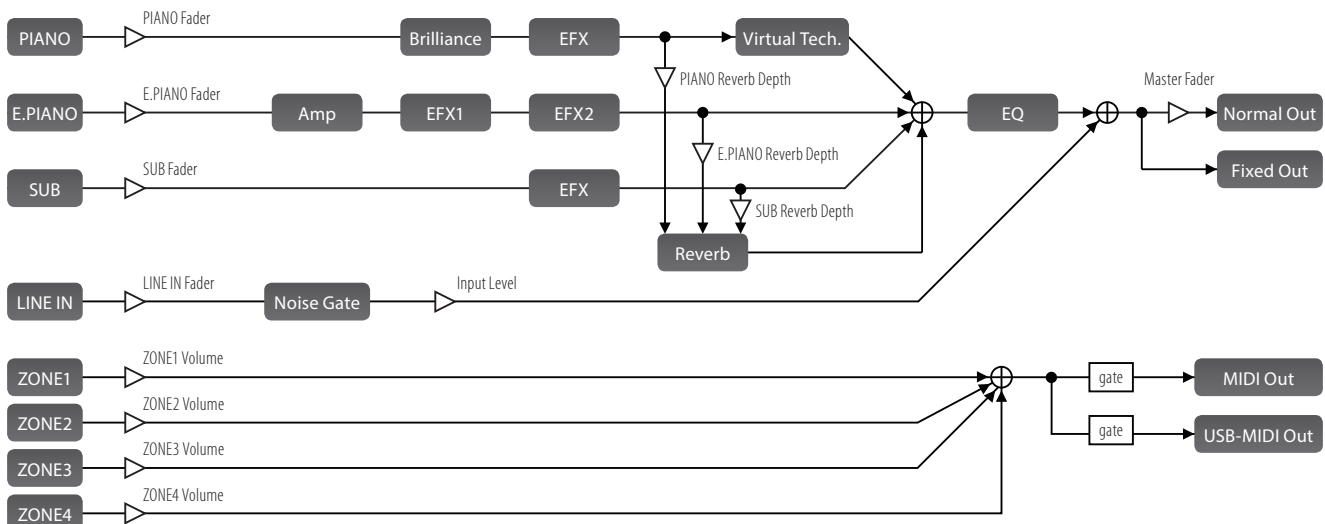 PIANO Fader
PIANO
Brilliance
EFX
Virtual Tech.
PIANO Reverb Depth
E.PIANO Fader
E.PIANO
Amp
EFX1
EFX2
EQ
Master Fader
Normal Out
E.PIANO Reverb Depth
SUB Fader
SUB
EFX
Fixed Out
SUB Reverb Depth
Reverb
LINE IN Fader
LINE IN
Noise Gate
Input Level
ZONE1 Volume
ZONE1
gate
MIDI Out
ZONE2 Volume
ZONE2
gate
USB-MIDI Out
ZONE3 Volume
ZONE3
ZONE4 Volume
ZONE4